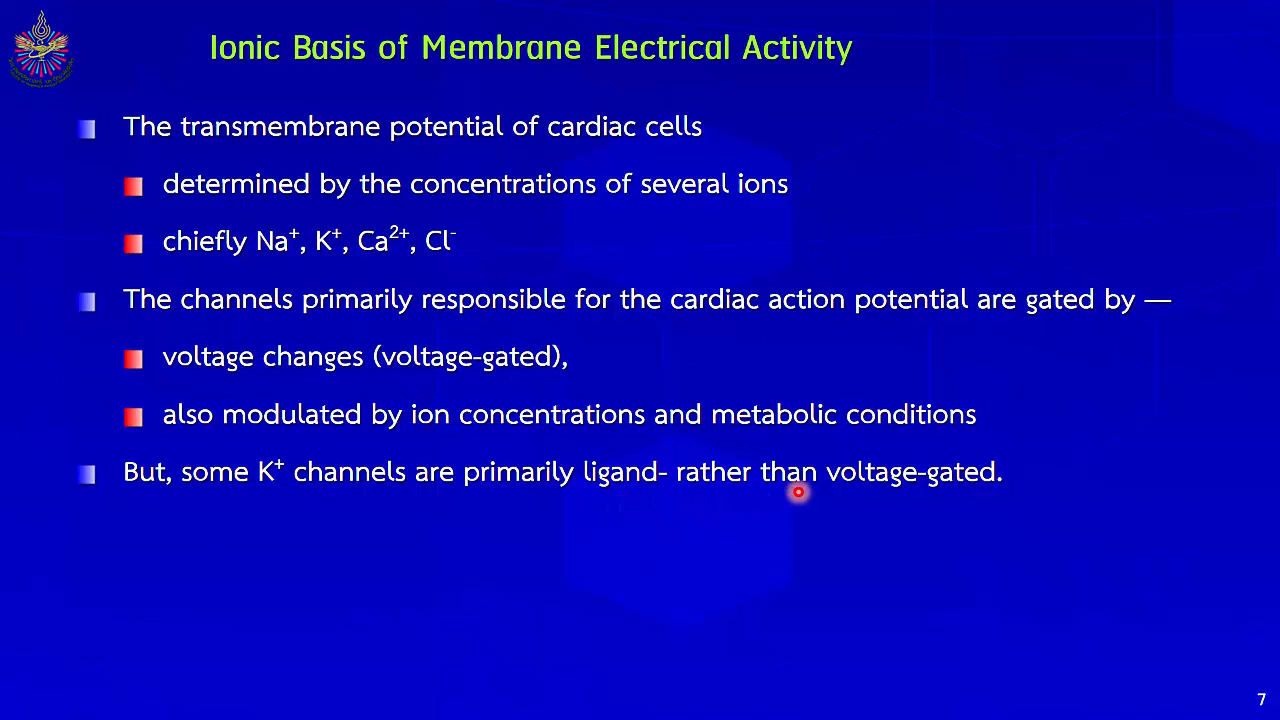 Ionic Basis of Membrane Electrical Activity
The transmembrane potential of cardiac cells
determined by the concentrations of several ions
chiefly Na⁺, K⁺, Ca²⁺, Cl⁻
The channels primarily responsible for the cardiac action potential are gated by —
voltage changes (voltage-gated),
also modulated by ion concentrations and metabolic conditions
But, some K⁺ channels are primarily ligand- rather than voltage-gated.
7